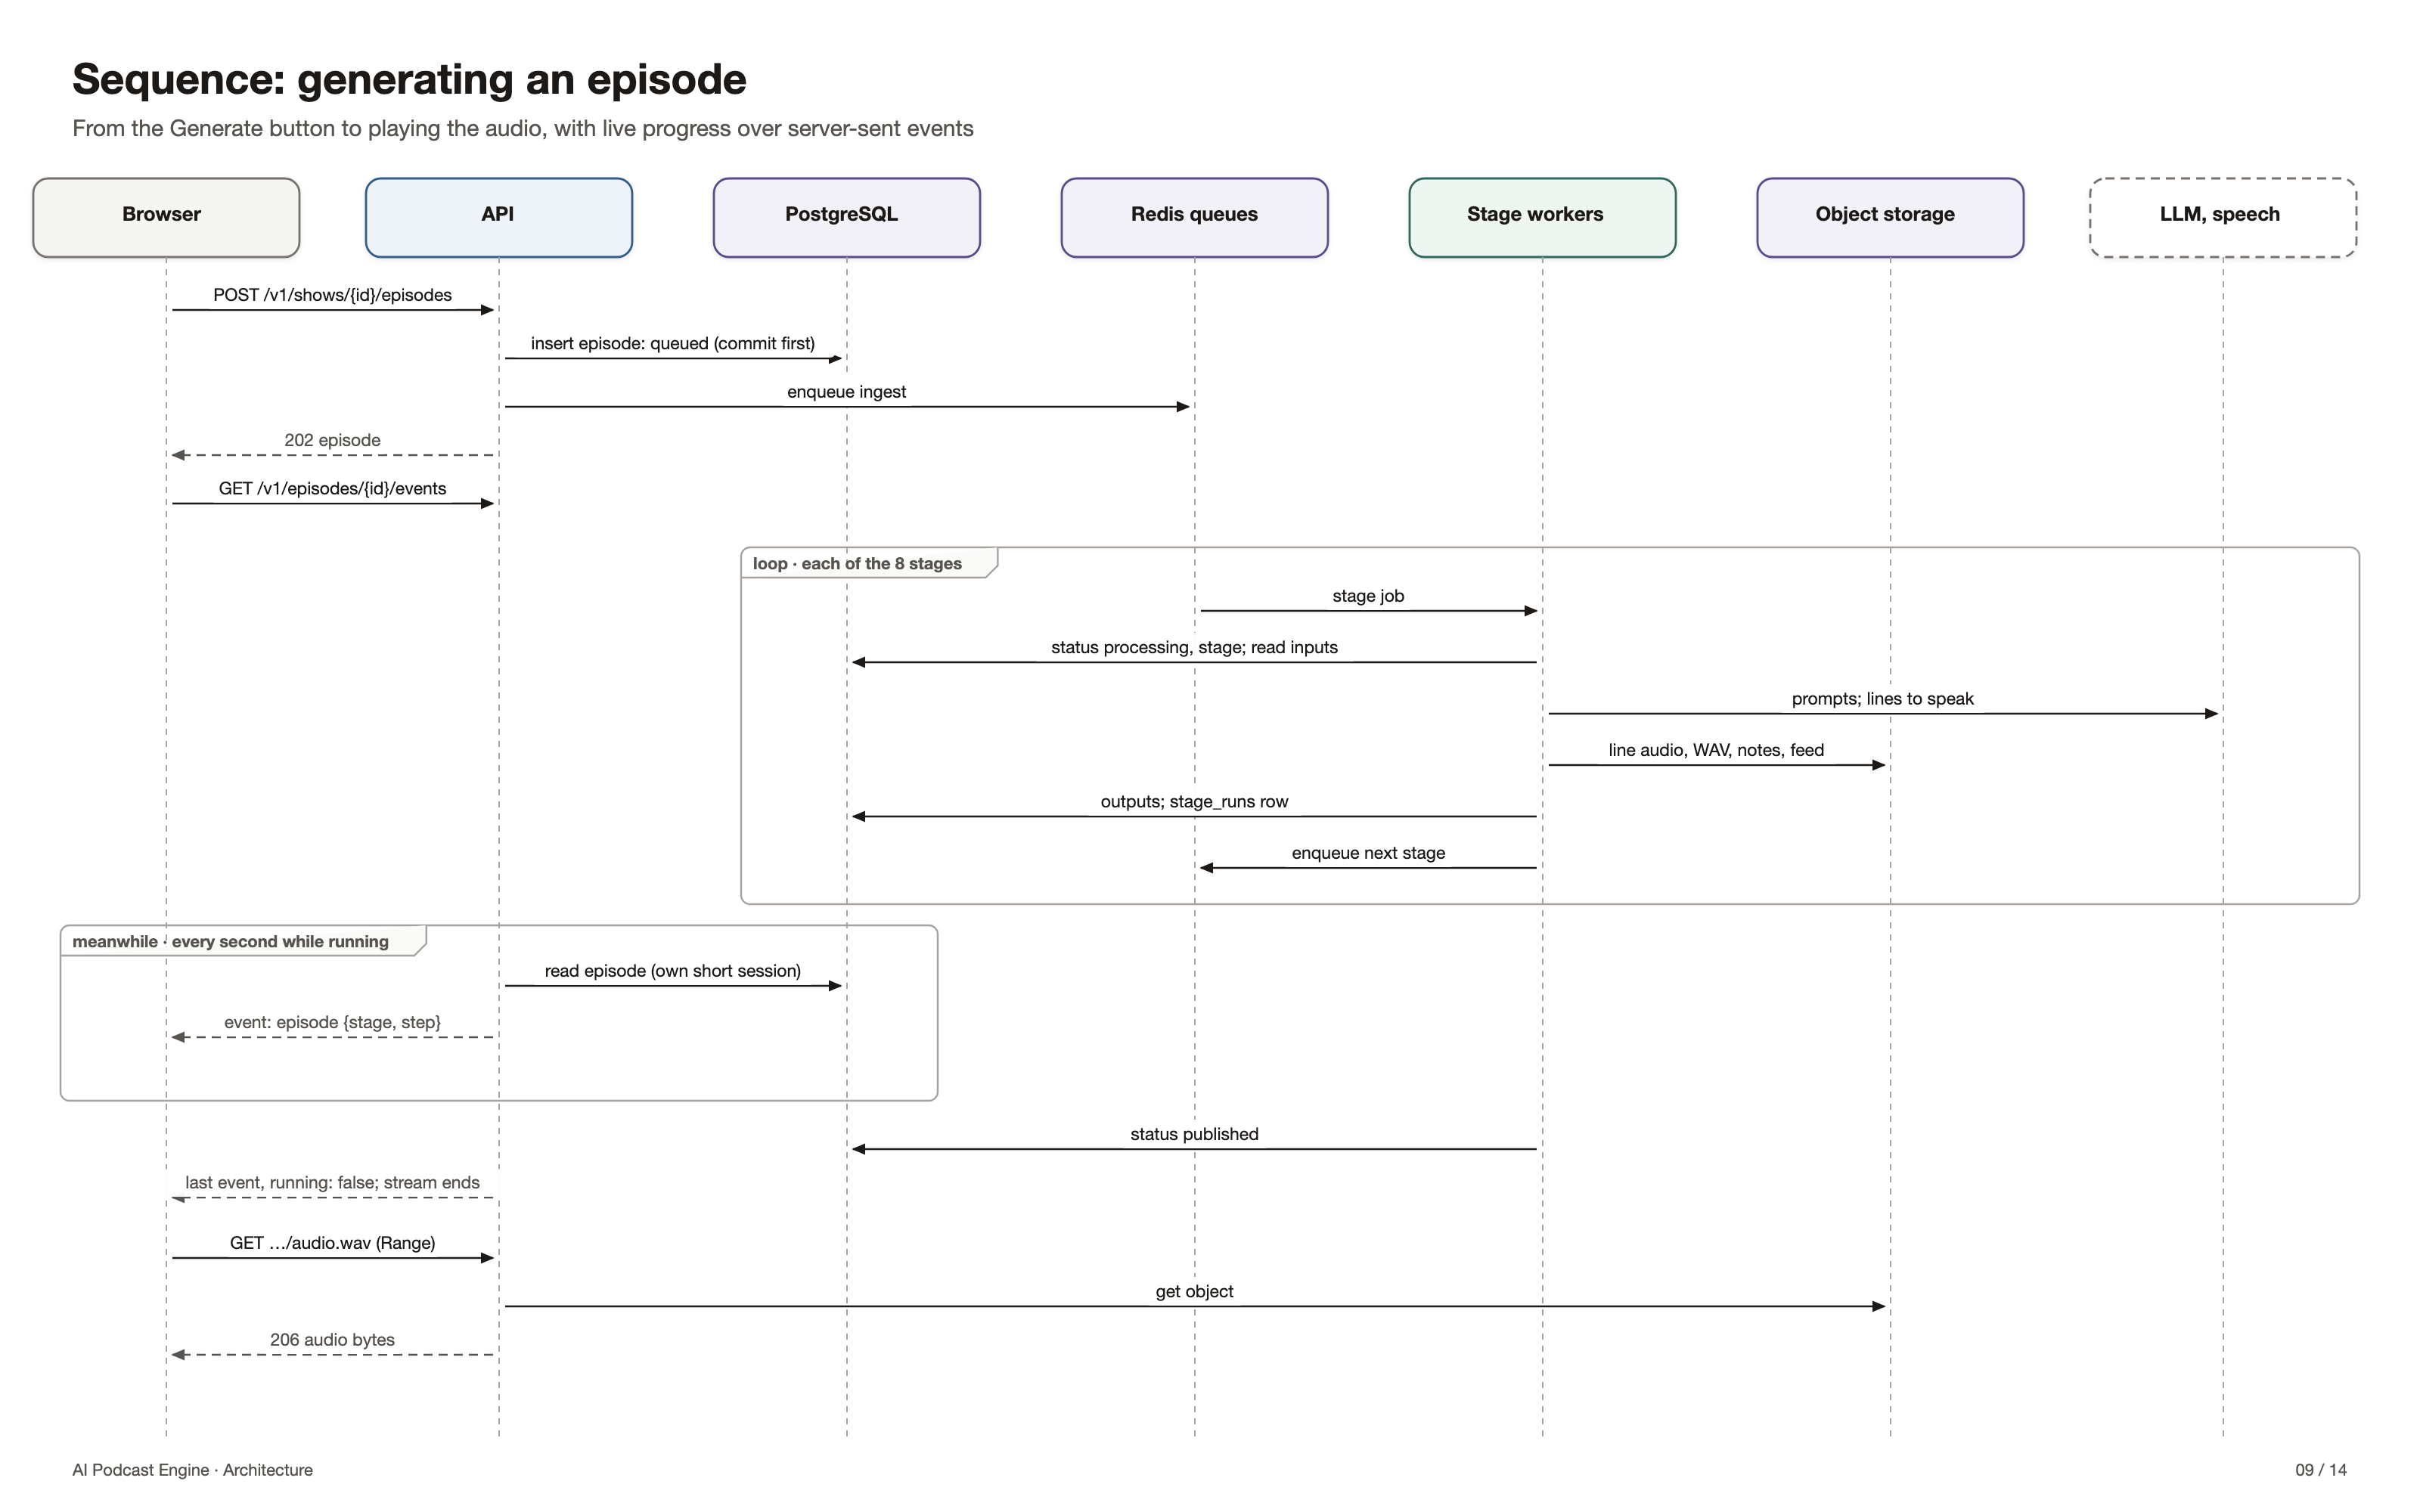 Sequence: generating an episode
From the Generate button to playing the audio, with live progress over server-sent events
Browser
API
PostgreSQL
Redis queues
Stage workers
Object storage
LLM, speech
POST /v1/shows/{id}/episodes
insert episode: queued (commit first)
enqueue ingest
202 episode
GET /v1/episodes/{id}/events
loop · each of the 8 stages
stage job
status processing, stage; read inputs
prompts; lines to speak
line audio, WAV, notes, feed
outputs; stage_runs row
enqueue next stage
meanwhile · every second while running
read episode (own short session)
event: episode {stage, step}
status published
last event, running: false; stream ends
GET …/audio.wav (Range)
get object
206 audio bytes
AI Podcast Engine · Architecture
09 / 14